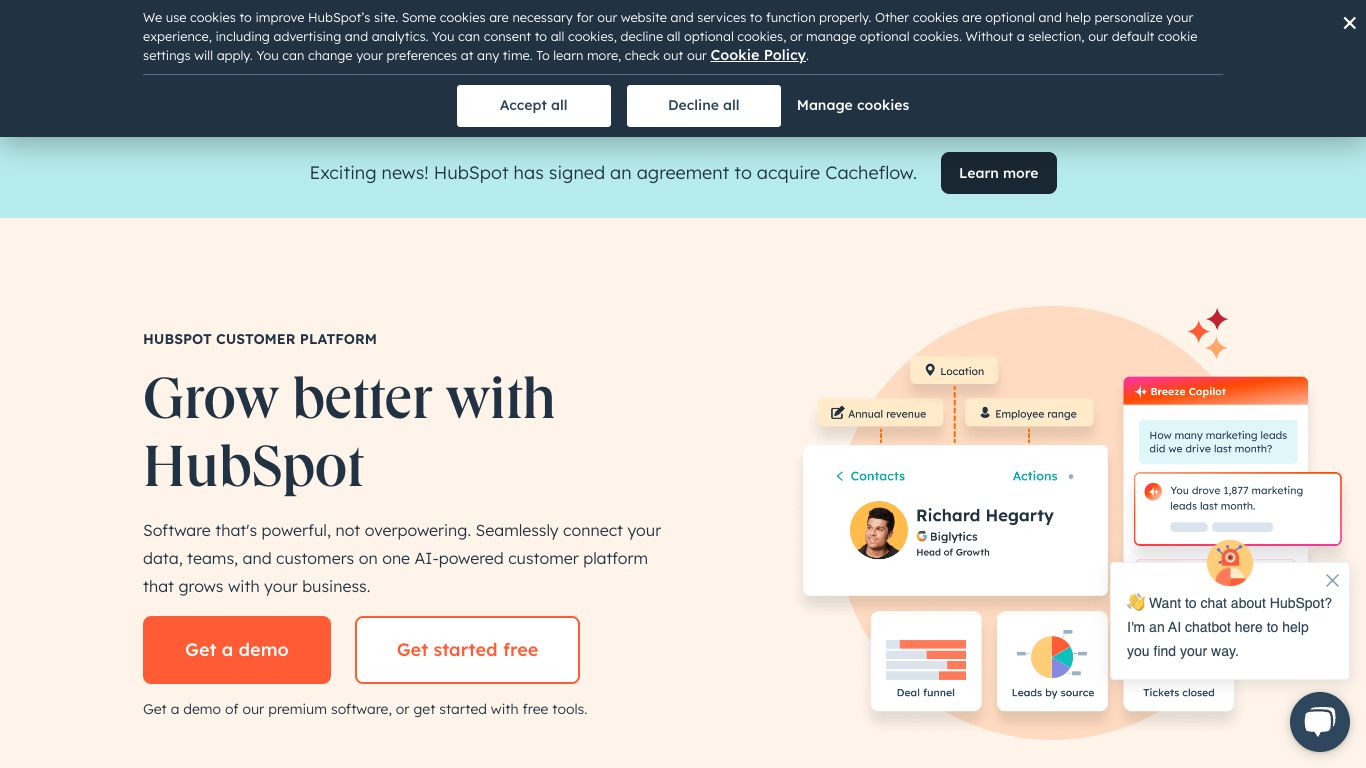 We use cookies to improve HubSpot's site. Some cookies are necessary for our website and services to function properly. Other cookies are optional and help personalize your
experience, including advertising and analytics. You can consent to all cookies, decline all optional cookies, or manage optional cookies. Without a selection, our default cookie
settings will apply. You can change your preferences at any time. To learn more, check out our Cookie Policy.
Accept all
Decline all
Manage cookies
Exciting news! HubSpot has signed an agreement to acquire Cacheflow.
Learn more
HUBSPOT CUSTOMER PLATFORM
Grow better with
HubSpot
Software that's powerful, not overpowering. Seamlessly connect your
data, teams, and customers on one AI-powered customer platform
that grows with your business.
Get a demo
Get started free
Get a demo of our premium software, or get started with free tools.
Location
Annual revenue
Employee range
Contacts
Actions
Richard Hegarty
Biglytics
Head of Growth
Breeze Copilot
How many marketing leads
did we drive last month?
You drove 1,877 marketing
leads last month.
👋 Want to chat about HubSpot?
I'm an AI chatbot here to help
you find your way.
Deal funnel
Leads by source
Tickets closed